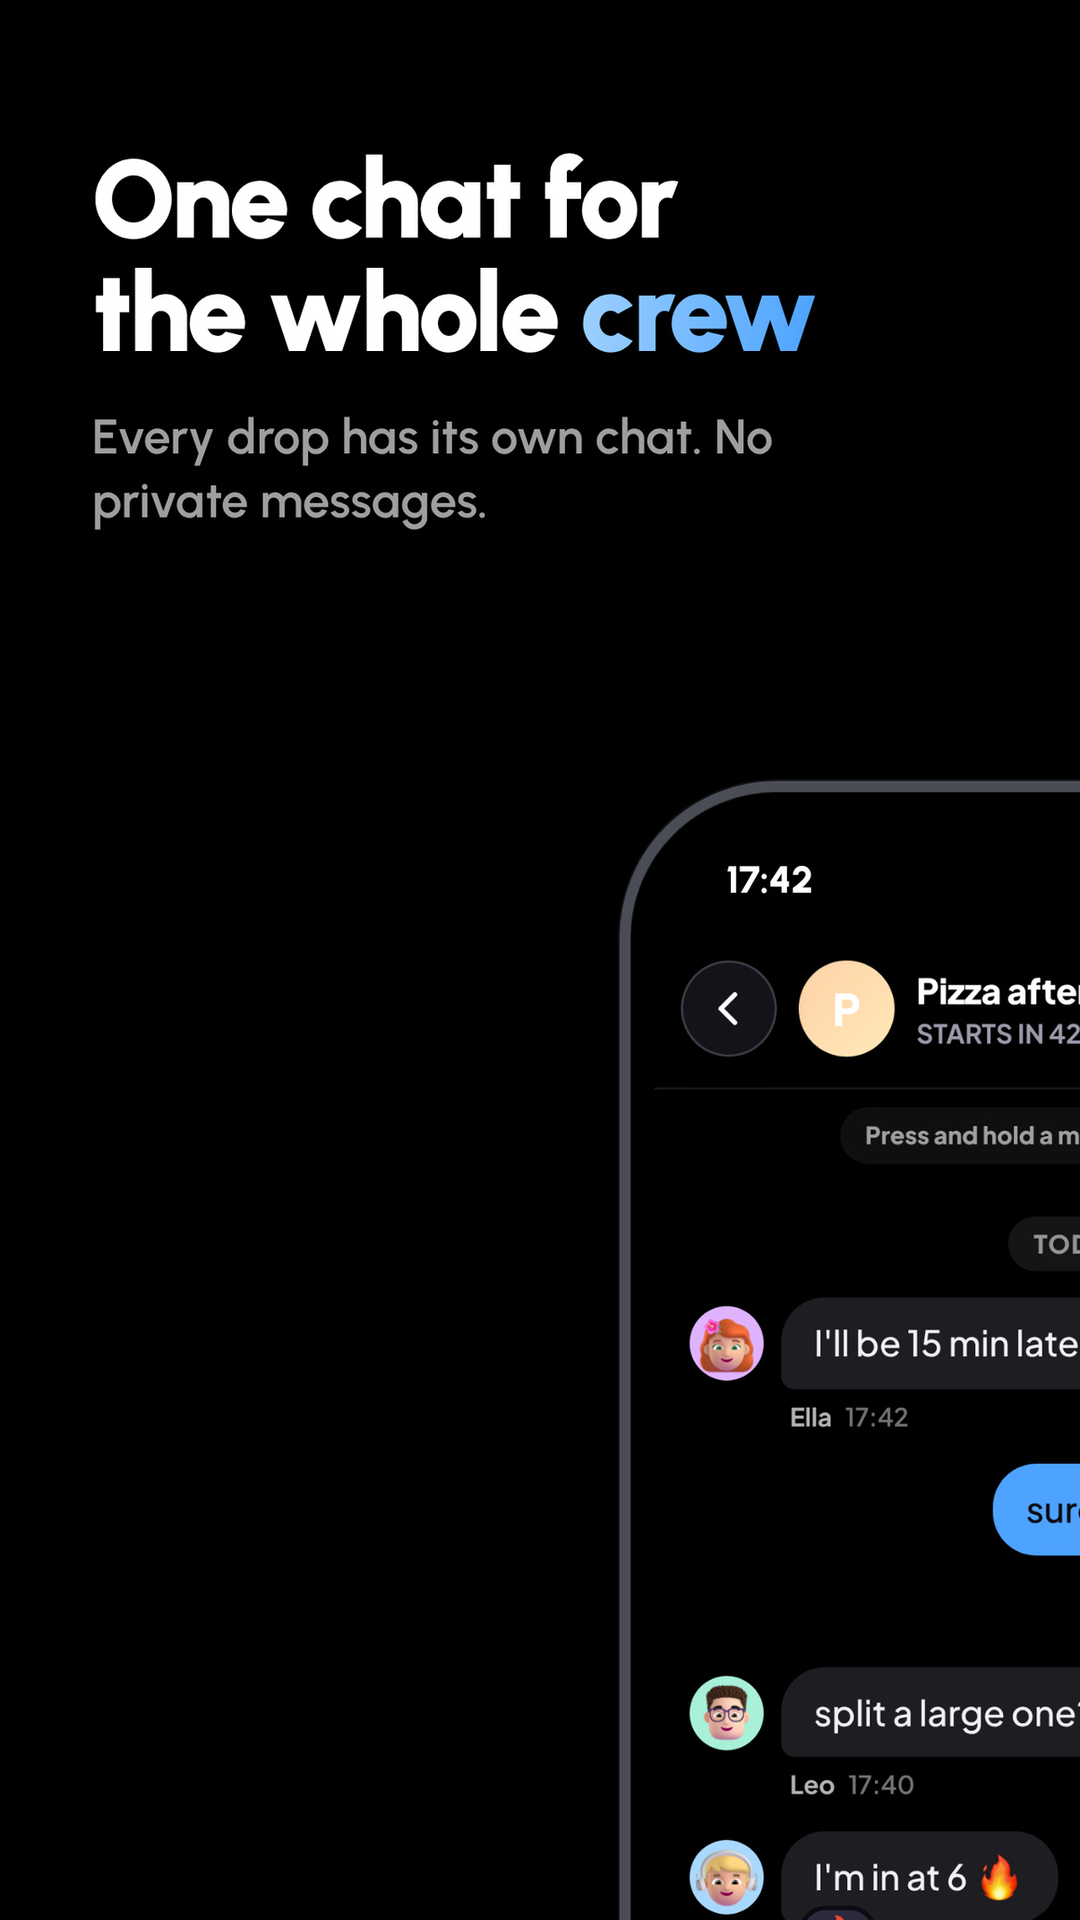 One chat for
the whole crew
Every drop has its own chat. No
private messages.
17:42
P
Pizza after
STARTS IN 42
Press and hold a m
TOD
I'll be 15 min late
Ella 17:42
sure
split a large one?
Leo 17:40
I'm in at 6 🔥